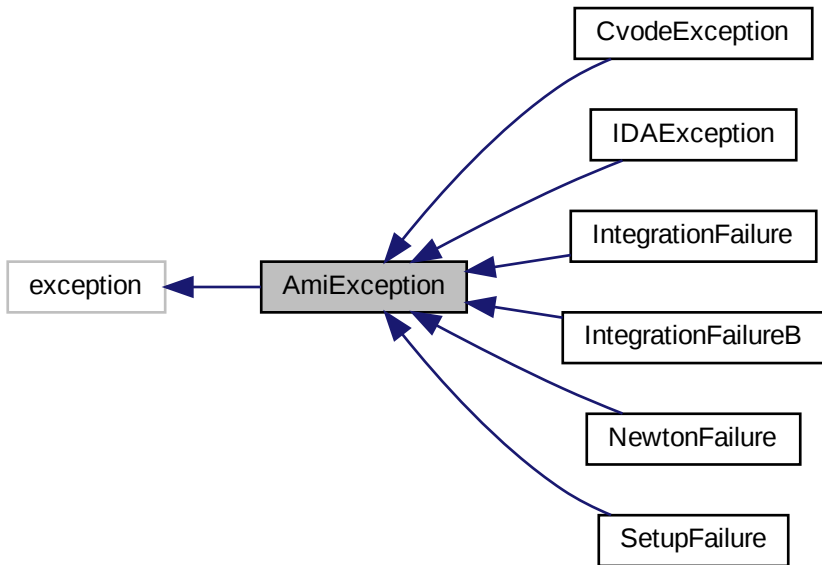 CvodeException
IDAException
IntegrationFailure
exception
AmiException
IntegrationFailureB
NewtonFailure
SetupFailure